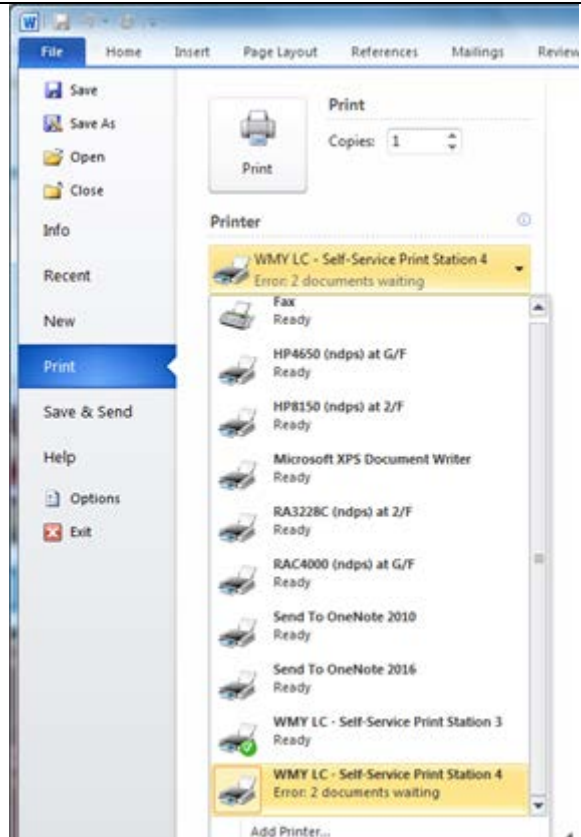 W
File Home Insert Page Layout References Mailings Review
Save
Save As
Open
Close
Info
Recent
New
Print
Save & Send
Help
Options
Exit
Print
Print
Copies: 1
Printer
WMY LC - Self-Service Print Station 4
Error: 2 documents waiting
Fax
Ready
HP4650 (ndps) at G/F
Ready
HP8150 (ndps) at 2/F
Ready
Microsoft XPS Document Writer
Ready
RA3228C (ndps) at 2/F
Ready
RAC4000 (ndps) at G/F
Ready
Send To OneNote 2010
Ready
Send To OneNote 2016
Ready
WMY LC - Self-Service Print Station 3
Ready
WMY LC - Self-Service Print Station 4
Error: 2 documents waiting
Add Printer...